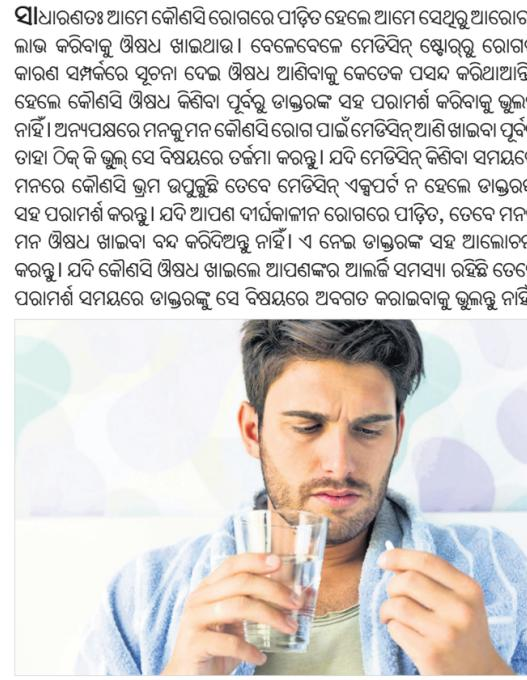 ସାଧାରଣତଃ ଆମେ କୌଣସି ରୋଗରେ ପୀଡ଼ିତ ହେଲେ ଆମେ ସେଥିରୁ ଆରୋଗ
ଲାଭ କରିବାକୁ ଔଷଧ ଖାଇଥାଉ । ବେଳେବେଳେ ମେଡିସିନ୍ ଷ୍ଟୋର୍‌ରୁ ରୋଗ
କାରଣ ସମ୍ପର୍କରେ ସୂଚନା ଦେଇ ଔଷଧ ଆଣିବାକୁ କେତେକ ପସନ୍ଦ କରିଥାଆନ୍ତି
ହେଲେ କୌଣସି ଔଷଧ କିଣିବା ପୂର୍ବରୁ ଡାକ୍ତରଙ୍କ ସହ ପରାମର୍ଶ କରିବାକୁ ଭୁଲ
ନାହିଁ । ଅନ୍ୟପକ୍ଷରେ ମନକୁ ମନ କୌଣସି ରୋଗ ପାଇଁ ମେଡିସିନ୍ ଆଣି ଖାଇବା ପୂର୍ବ
ତାହା ଠିକ୍ କି ଭୁଲ୍ ସେ ବିଷୟରେ ତର୍ଜମା କରନ୍ତୁ । ଯଦି ମେଡିସିନ୍ କିଣିବା ସମୟରେ
ମନରେ କୌଣସି ଭ୍ରମ ଉପୁଜୁଛି ତେବେ ମେଡିସିନ୍ ଏକ୍ସପର୍ଟ ନ ହେଲେ ଡାକ୍ତରଙ୍କ
ସହ ପରାମର୍ଶ କରନ୍ତୁ । ଯଦି ଆପଣ ଦୀର୍ଘକାଳୀନ ରୋଗରେ ପୀଡ଼ିତ, ତେବେ ମନ
ମନ ଔଷଧ ଖାଇବା ବନ୍ଦ କରିଦିଅନ୍ତୁ ନାହିଁ । ଏ ନେଇ ଡାକ୍ତରଙ୍କ ସହ ଆଲୋଚନ
କରନ୍ତୁ । ଯଦି କୌଣସି ଔଷଧ ଖାଇଲେ ଆପଣଙ୍କର ଆଲର୍ଜି ସମସ୍ୟା ରହିଛି ତେବେ
ପରାମର୍ଶ ସମୟରେ ଡାକ୍ତରଙ୍କୁ ସେ ବିଷୟରେ ଅବଗତ କରାଇବାକୁ ଭୁଲନ୍ତୁ ନାହିଁ